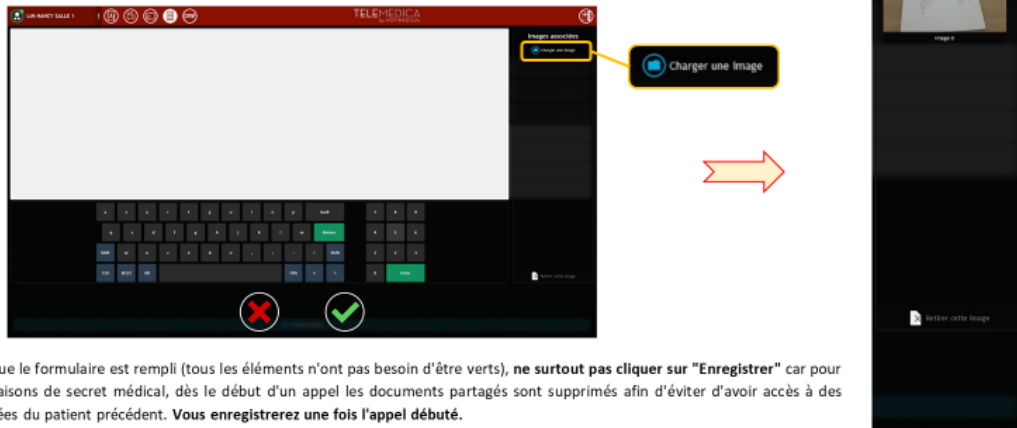 LIM-NANCY SALLE 1
TELEMEDICA
Images associées
Charger une image
Charger une image
Image 0
Retirer cette image
Retirer cette image
ue le formulaire est rempli (tous les éléments n'ont pas besoin d'être verts), ne surtout pas cliquer sur "Enregistrer" car pour
aisons de secret médical, dès le début d'un appel les documents partagés sont supprimés afin d'éviter d'avoir accès à des
ées du patient précédent. Vous enregistrerez une fois l'appel débuté.